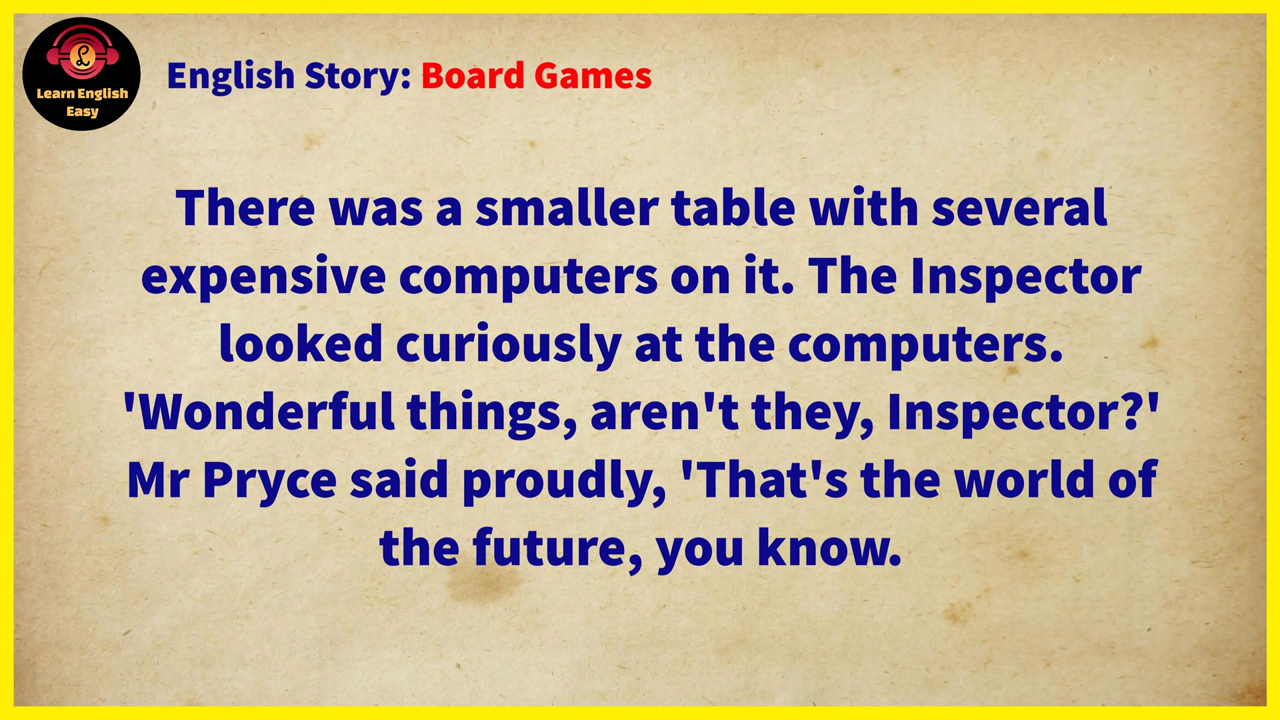 Learn English
Easy
English Story: Board Games
There was a smaller table with several
expensive computers on it. The Inspector
looked curiously at the computers.
'Wonderful things, aren't they, Inspector?'
Mr Pryce said proudly, 'That's the world of
the future, you know.